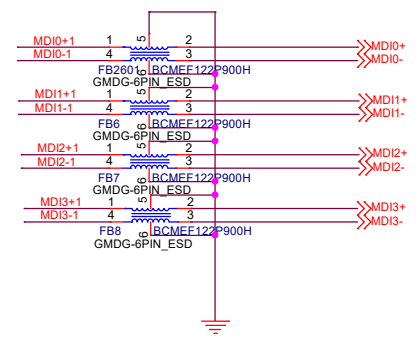 MDI0+1 1 5 2 MDI0+
MDI0-1 4 3 MDI0-
FB2601 6 BCMEF122P900H
GMDG-6PIN_ESD
MDI1+1 1 5 2 MDI1+
MDI1-1 4 3 MDI1-
FB6 6 BCMEF122P900H
GMDG-6PIN_ESD
MDI2+1 1 5 2 MDI2+
MDI2-1 4 3 MDI2-
FB7 6 BCMEF122P900H
GMDG-6PIN_ESD
MDI3+1 1 5 2 MDI3+
MDI3-1 4 3 MDI3-
FB8 6 BCMEF122P900H
GMDG-6PIN_ESD